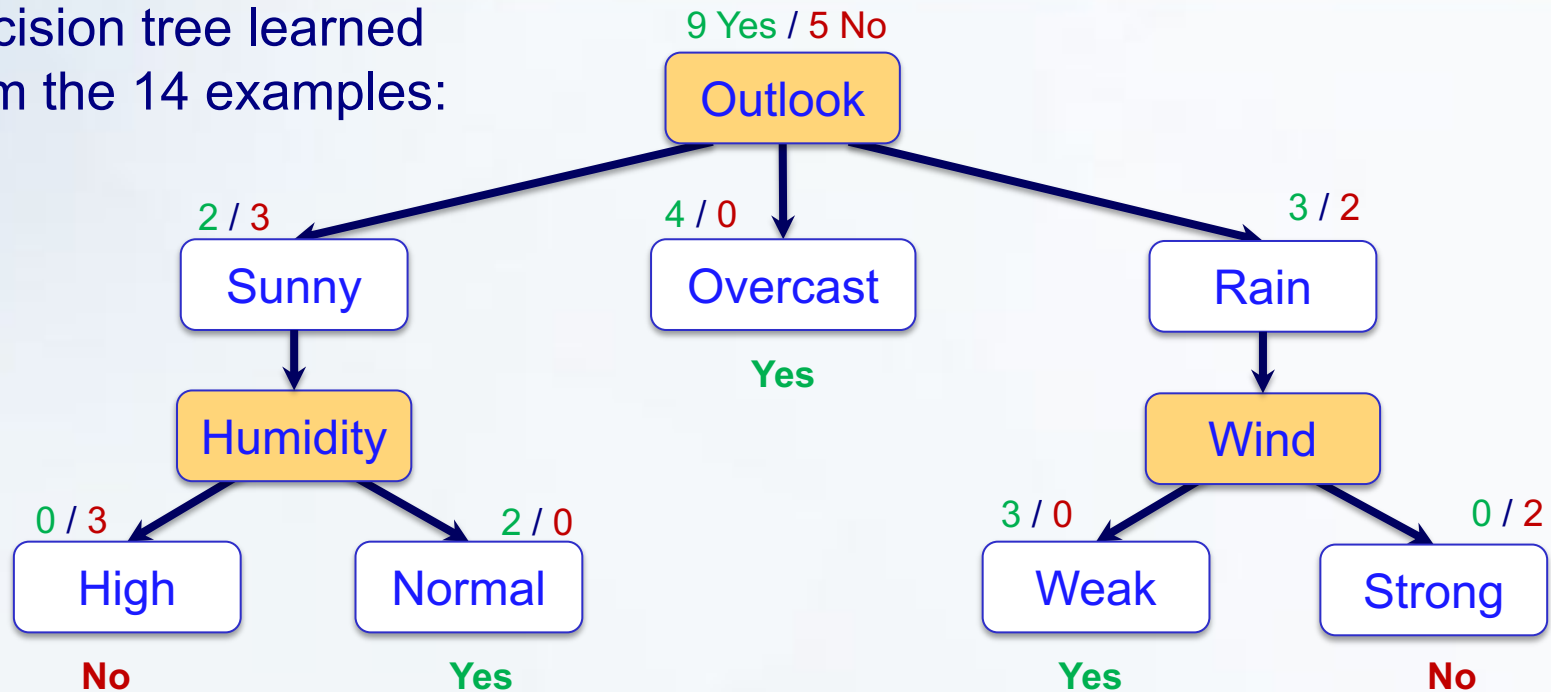 cision tree learned
m the 14 examples:
9 Yes / 5 No
Outlook
2 / 3
4 / 0
3 / 2
Sunny
Overcast
Rain
Yes
Humidity
Wind
0 / 3
2 / 0
3 / 0
0 / 2
High
Normal
Weak
Strong
No
Yes
Yes
No